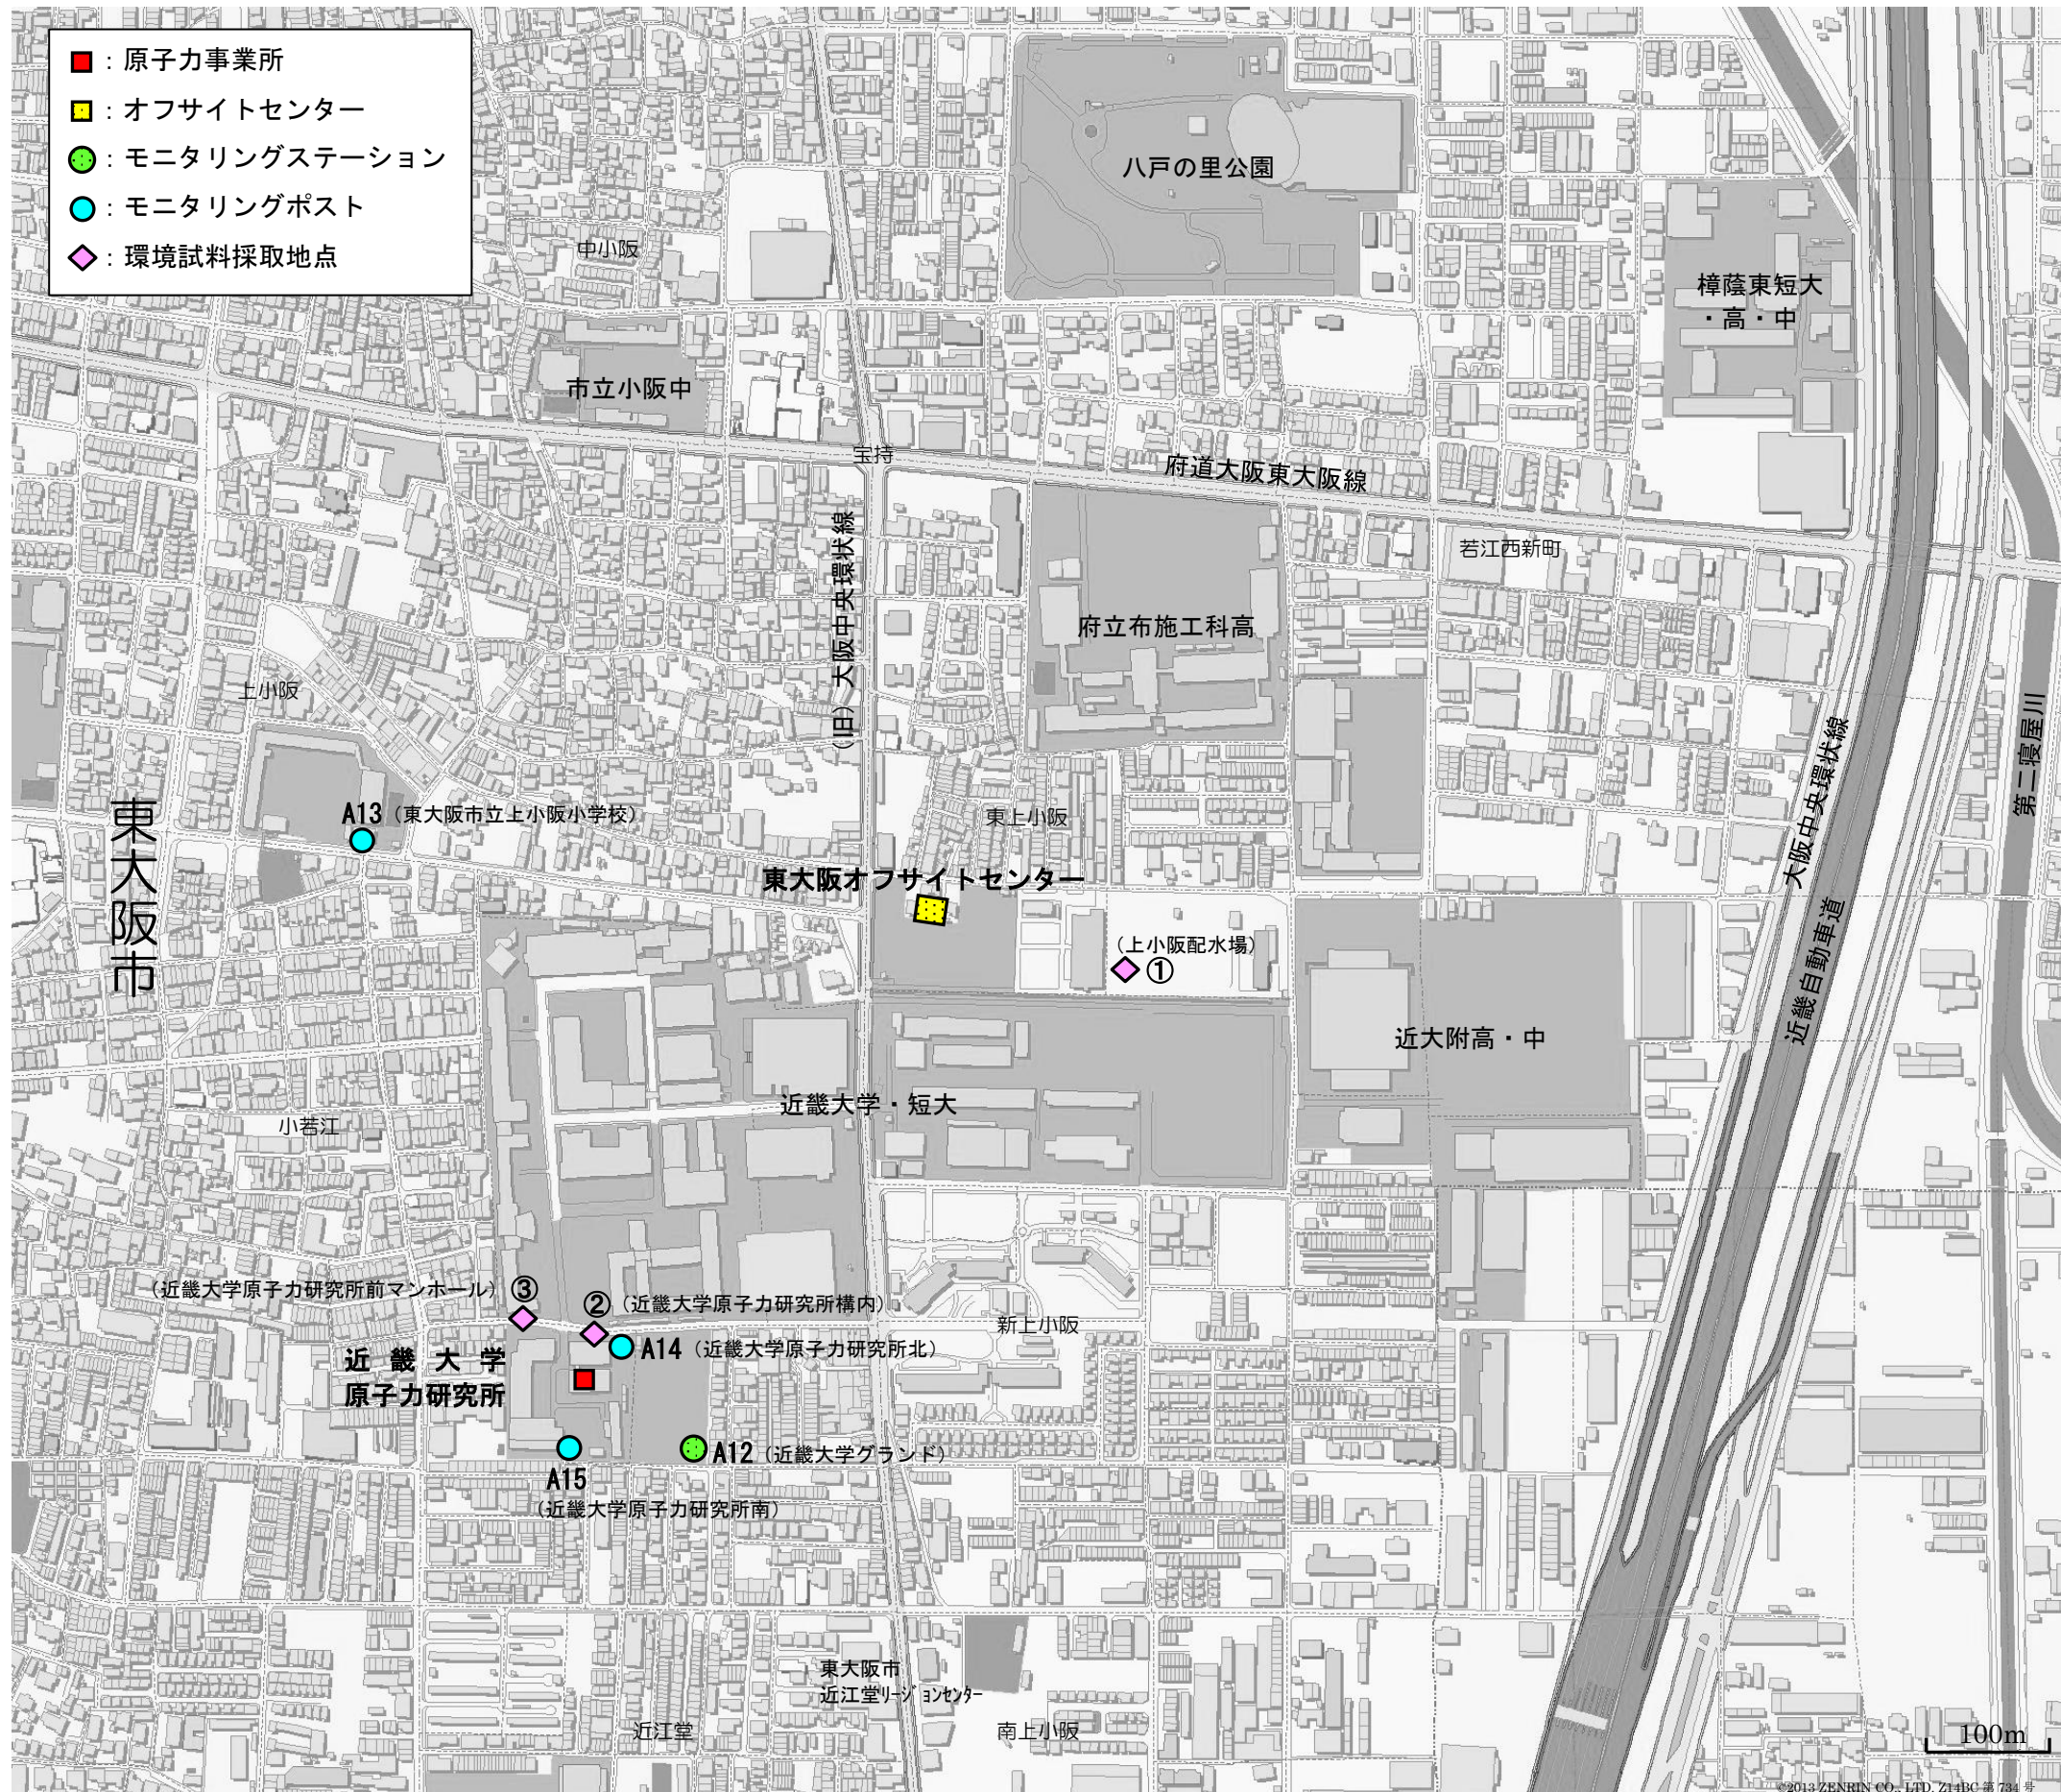 ：原子力事業所
：オフサイトセンター
：モニタリングステーション
：モニタリングポスト
：環境試料採取地点
八戸の里公園
中小阪
樟蔭東短大
・高・中
市立小阪中
宝持
府道大阪東大阪線
若江西新町
(旧) 大阪中央環状線
府立布施工科高
上小阪
大阪中央環状線
第二寝屋川
東大阪市
A13（東大阪市立上小阪小学校）
東上小阪
東大阪オフサイトセンター
近畿自動車道
（上小阪配水場）
①
近大附高・中
近畿大学・短大
小若江
（近畿大学原子力研究所前マンホール）③
②（近畿大学原子力研究所構内）
新上小阪
A14（近畿大学原子力研究所北）
近畿大学
原子力研究所
A12（近畿大学グランド）
A15
（近畿大学原子力研究所南）
東大阪市
近江堂ﾘｰｼﾞｮﾝｾﾝﾀｰ
近江堂
南上小阪
100m
©2013 ZENRIN CO., LTD. Z14BC 第 734 号